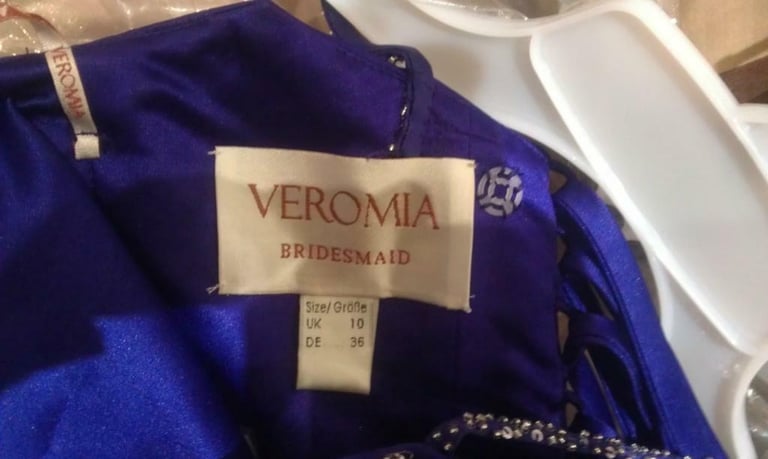 VEROMIA
VEROMIA
BRIDESMAID
Size/Größe
UK 10
DE 36